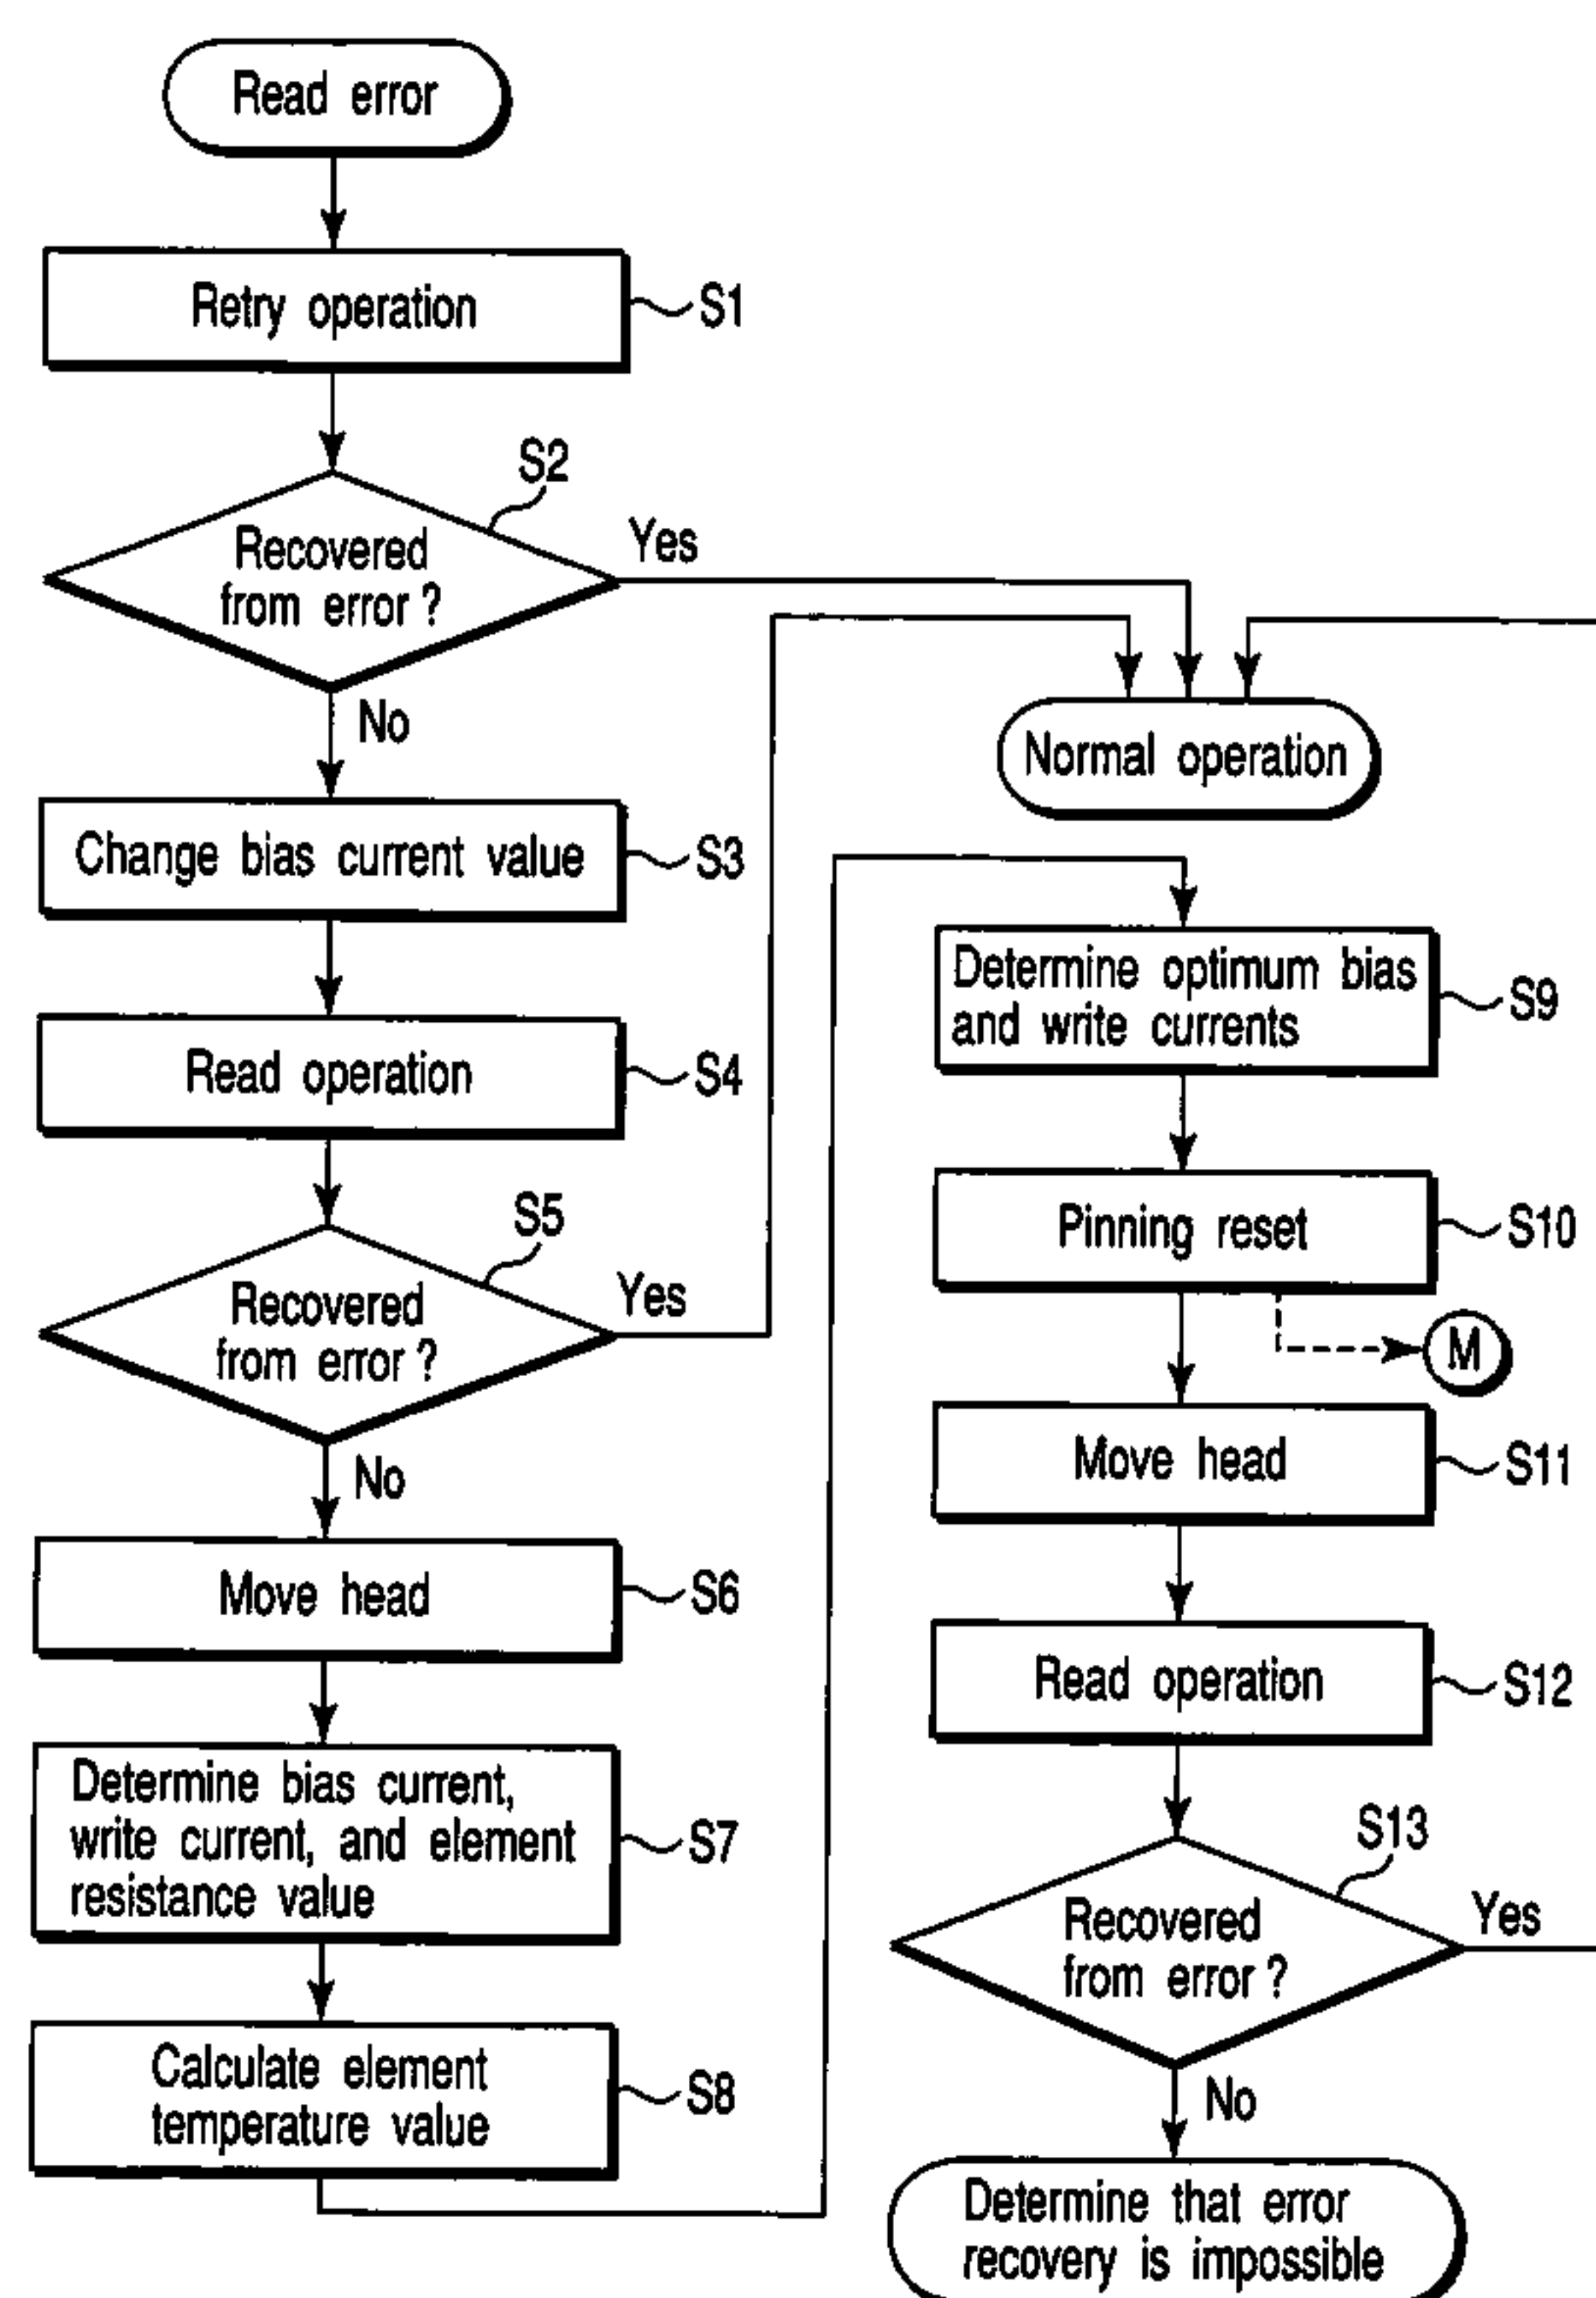 Read error
Retry operation
S1
S2
Recovered
from error ?
Yes
No
Change bias current value
S3
Read operation
S4
S5
Recovered
from error ?
Yes
No
Move head
S6
Determine bias current,
write current, and element
resistance value
S7
Calculate element
temperature value
S8
Normal operation
Determine optimum bias
and write currents
S9
Pinning reset
S10
M
Move head
S11
Read operation
S12
S13
Recovered
from error ?
Yes
No
Determine that error
recovery is impossible